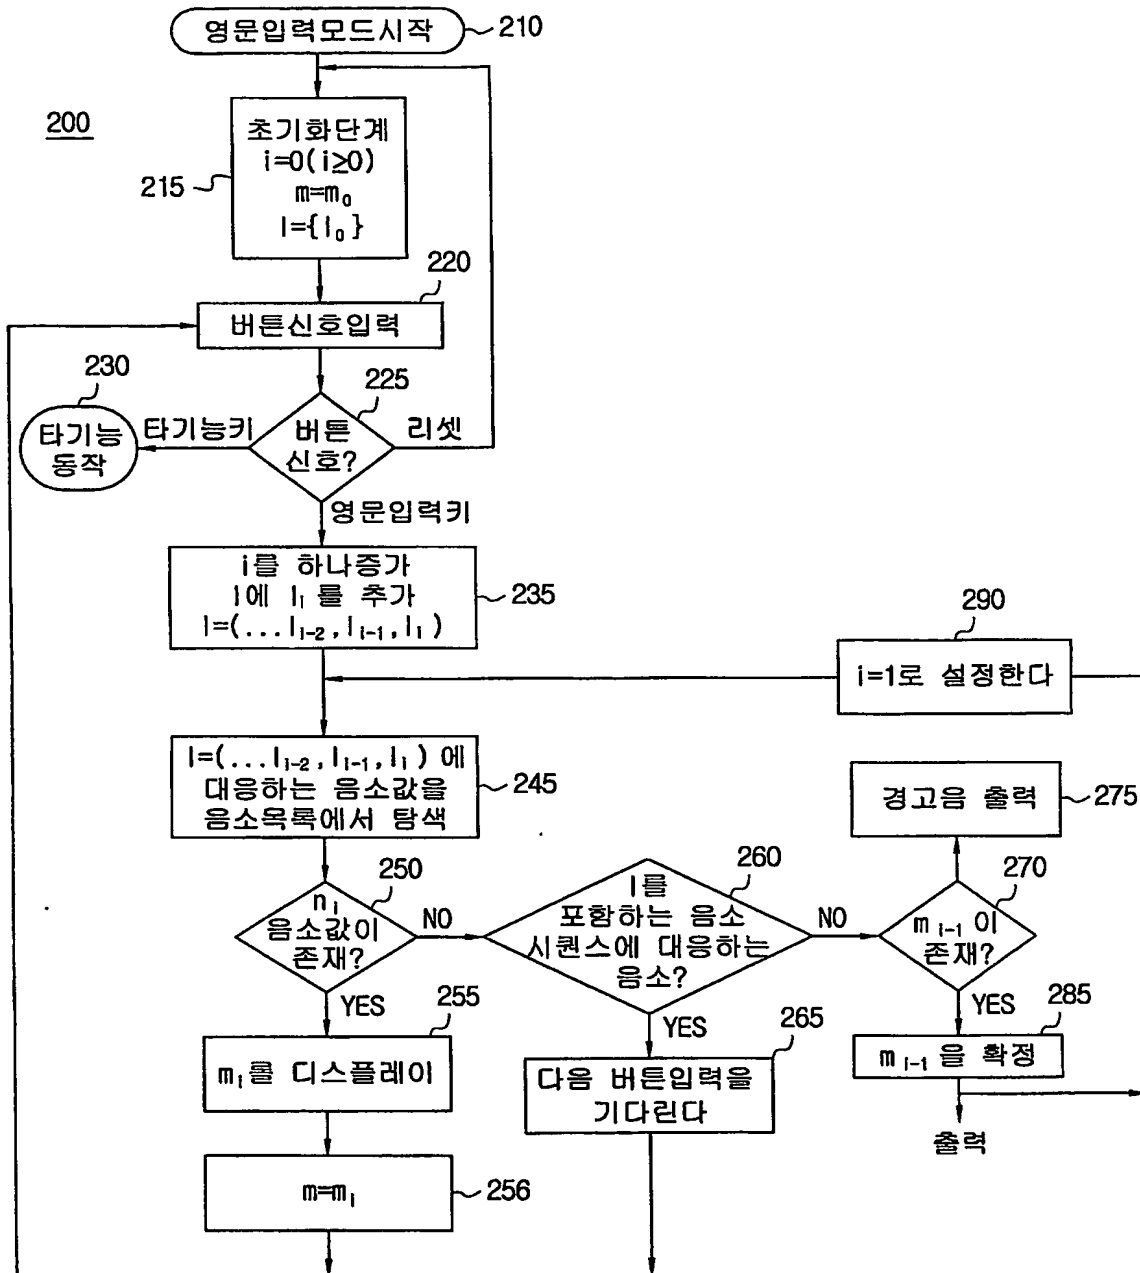 영문입력모드시작
210
200
초기화단계
i=0(i≥0)
m=m₀
I={I₀}
215
220
버튼신호입력
230
225
타기능
동작
타기능키
버튼
신호?
리셋
영문입력키
i를 하나증가
I에 Iᵢ를 추가
I=(...Iᵢ₋₂,Iᵢ₋₁,Iᵢ)
235
290
i=1로 설정한다
I=(...Iᵢ₋₂,Iᵢ₋₁,Iᵢ)에
대응하는 음소값을
음소목록에서 탐색
245
경고음 출력
275
250
nᵢ
음소값이
존재?
NO
260
I를
포함하는 음소
시퀀스에 대응하는
음소?
NO
270
mᵢ₋₁이
존재?
YES
255
mᵢ를 디스플레이
YES
265
다음 버튼입력을
기다린다
YES
285
mᵢ₋₁을 확정
출력
m=mᵢ
256